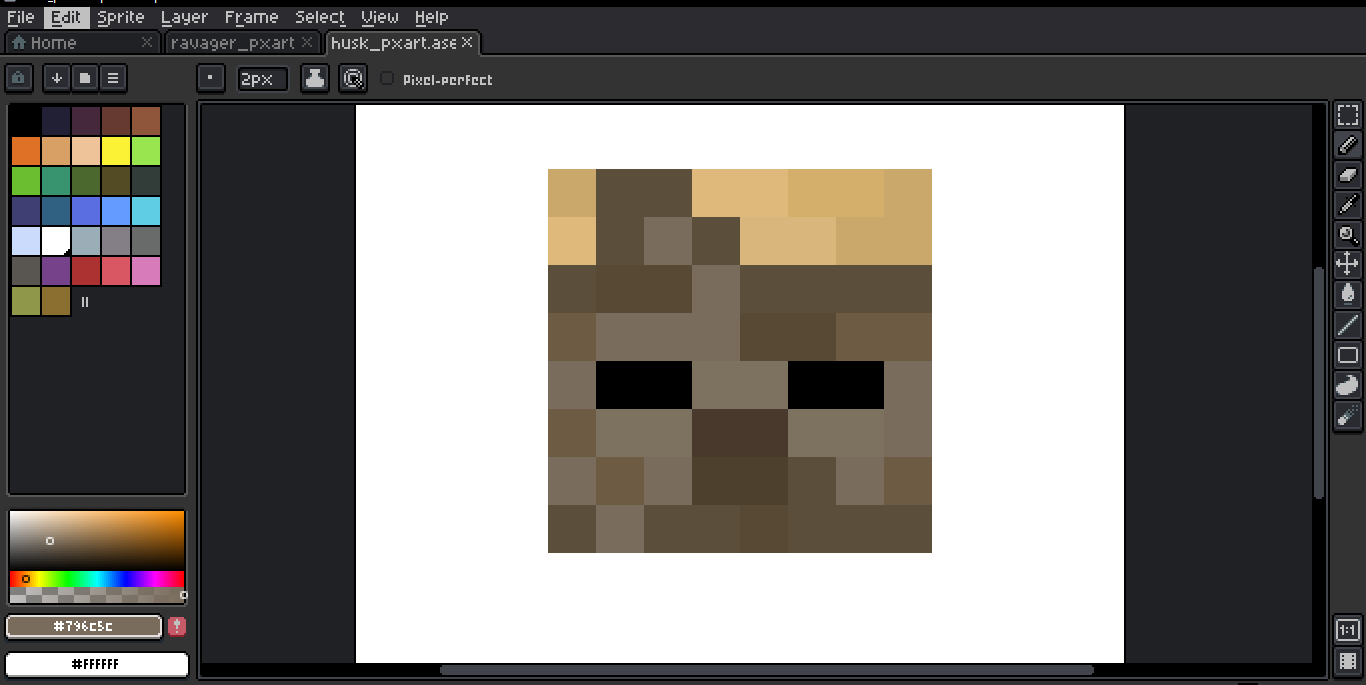 File Edit Sprite Layer Frame Select View Help
Home ravager_pxart husk_pxart.ase
2px Pixel-perfect
#796c5c
#FFFFFF
1:1